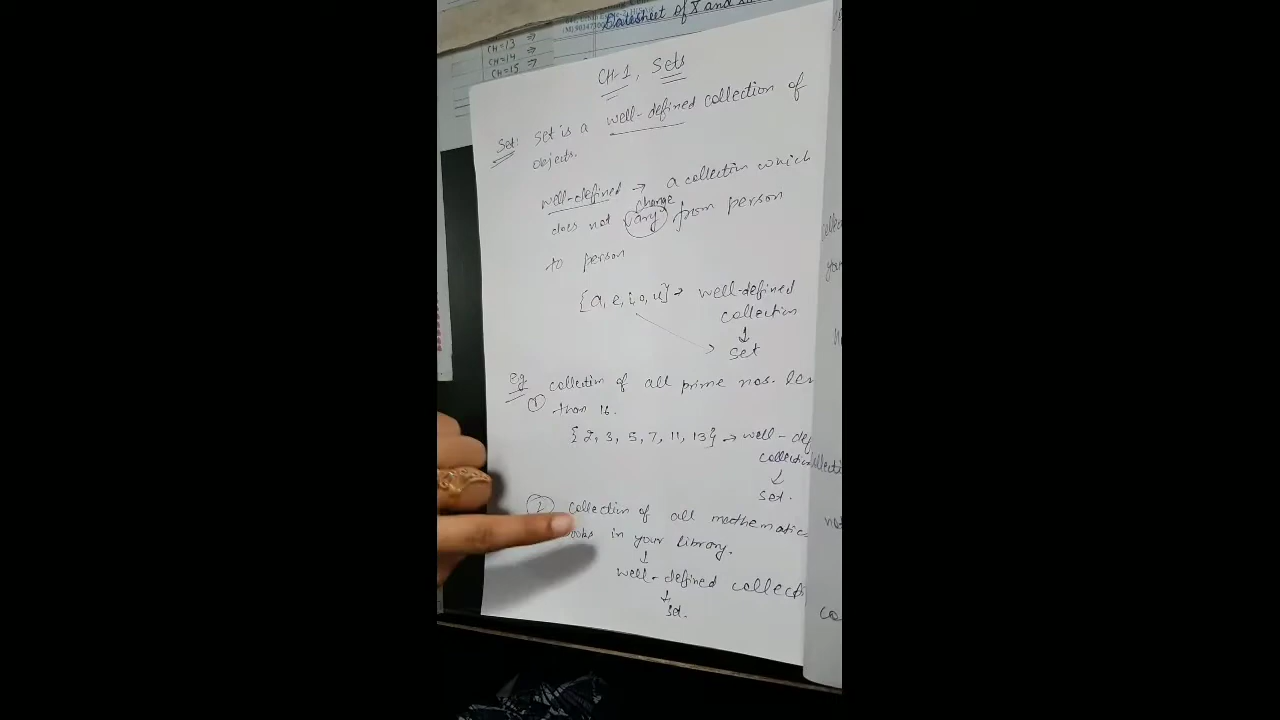 Datesheet of X and
CH=13 →
CH=14 →
CH=15 →
CH-1, Sets
Set: Set is a well-defined collection of
objects.
well-defined → a collection which
change
does not vary from person
to person
{a, e, i, o, u} → well-defined
collection
↓
→ Set
eg collection of all prime nos. less
① than 16.
{2, 3, 5, 7, 11, 13} → well-def
collection
↓
set.
② collection of all mathematics
books in your library.
↓
well-defined collecti
↓
set.